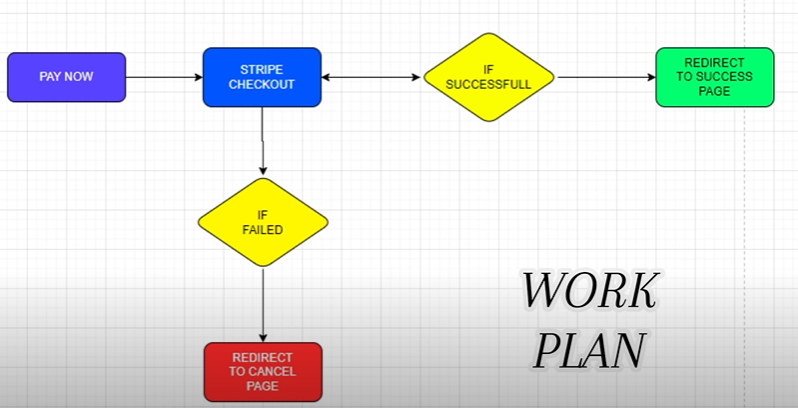 PAY NOW
STRIPE
CHECKOUT
IF
SUCCESSFULL
REDIRECT
TO SUCCESS
PAGE
IF
FAILED
WORK
PLAN
REDIRECT
TO CANCEL
PAGE